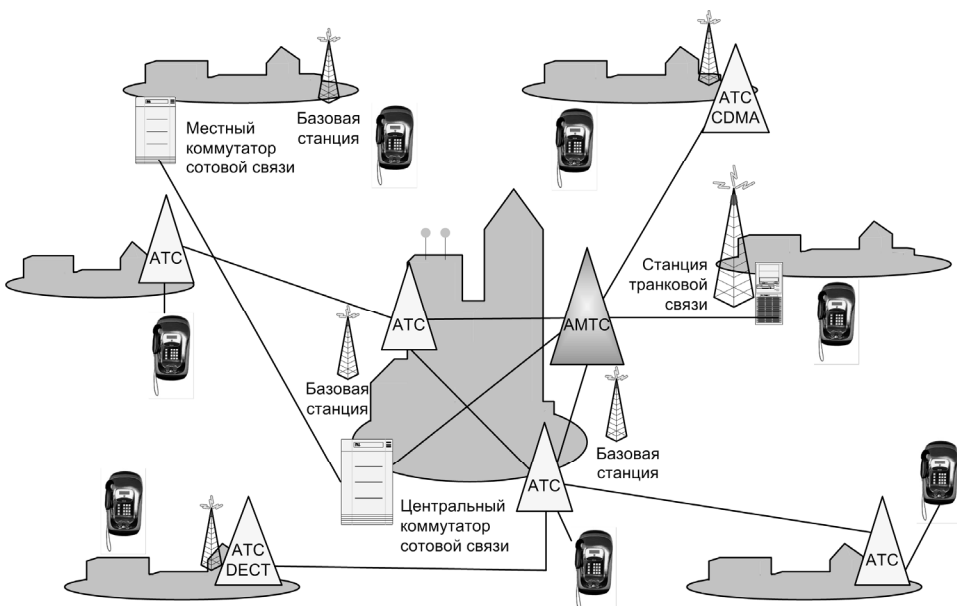 Базовая
станция
Местный
коммутатор
сотовой связи
АТС
CDMA
АТС
Станция
транковой
связи
АТС
АМТС
Базовая
станция
Базовая
станция
Центральный
коммутатор
сотовой связи
АТС
АТС
DECT
АТС